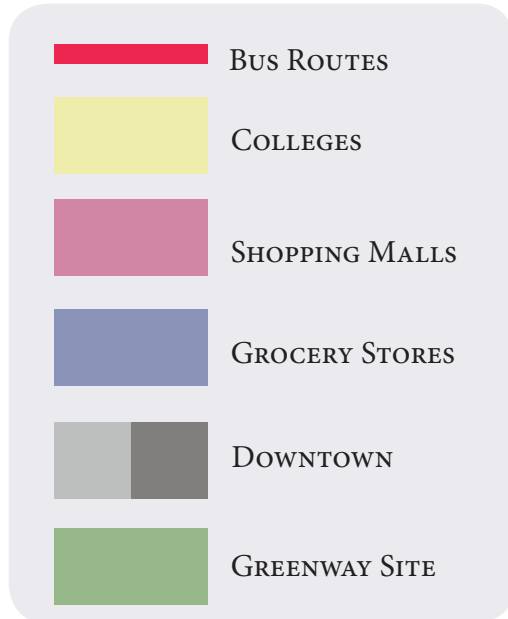 Bus Routes
Colleges
Shopping Malls
Grocery Stores
Downtown
Greenway Site